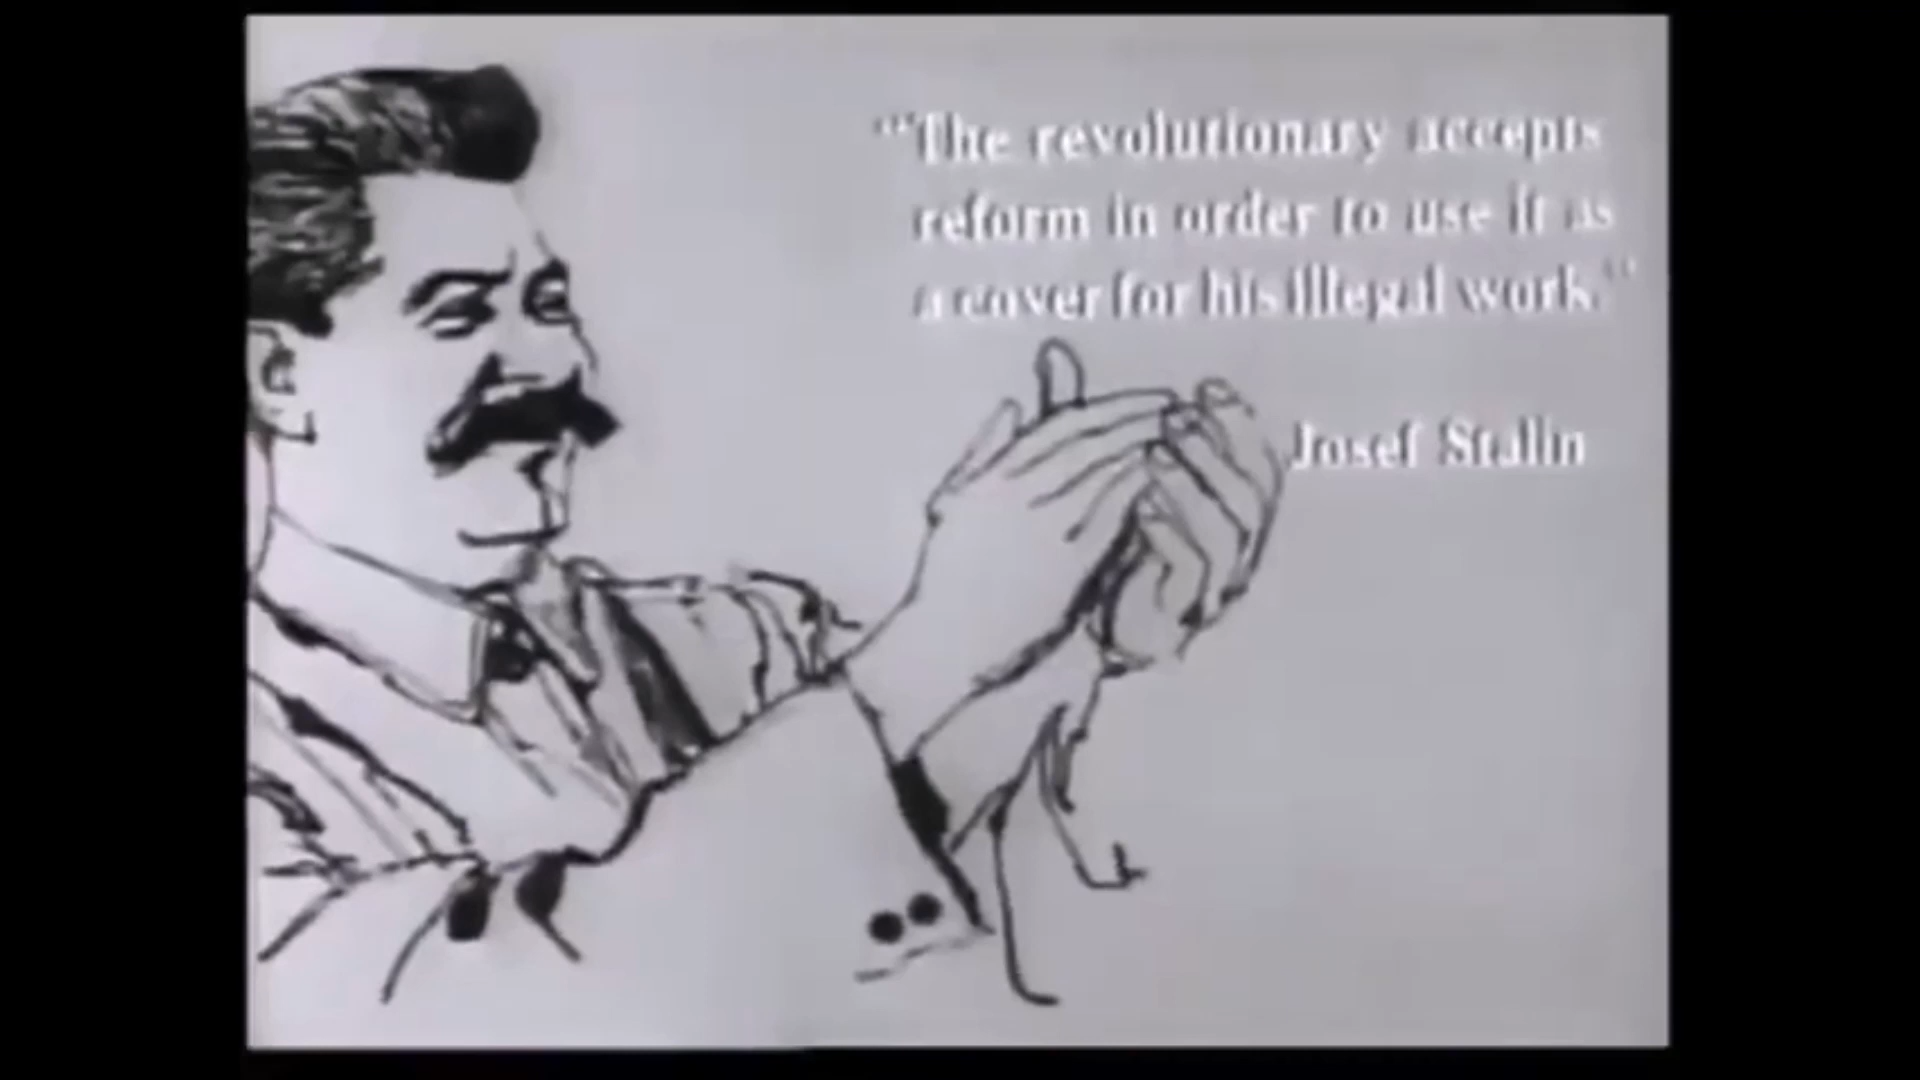 "The revolutionary accepts
reform in order to use it as
a cover for his illegal work."
Josef Stalin